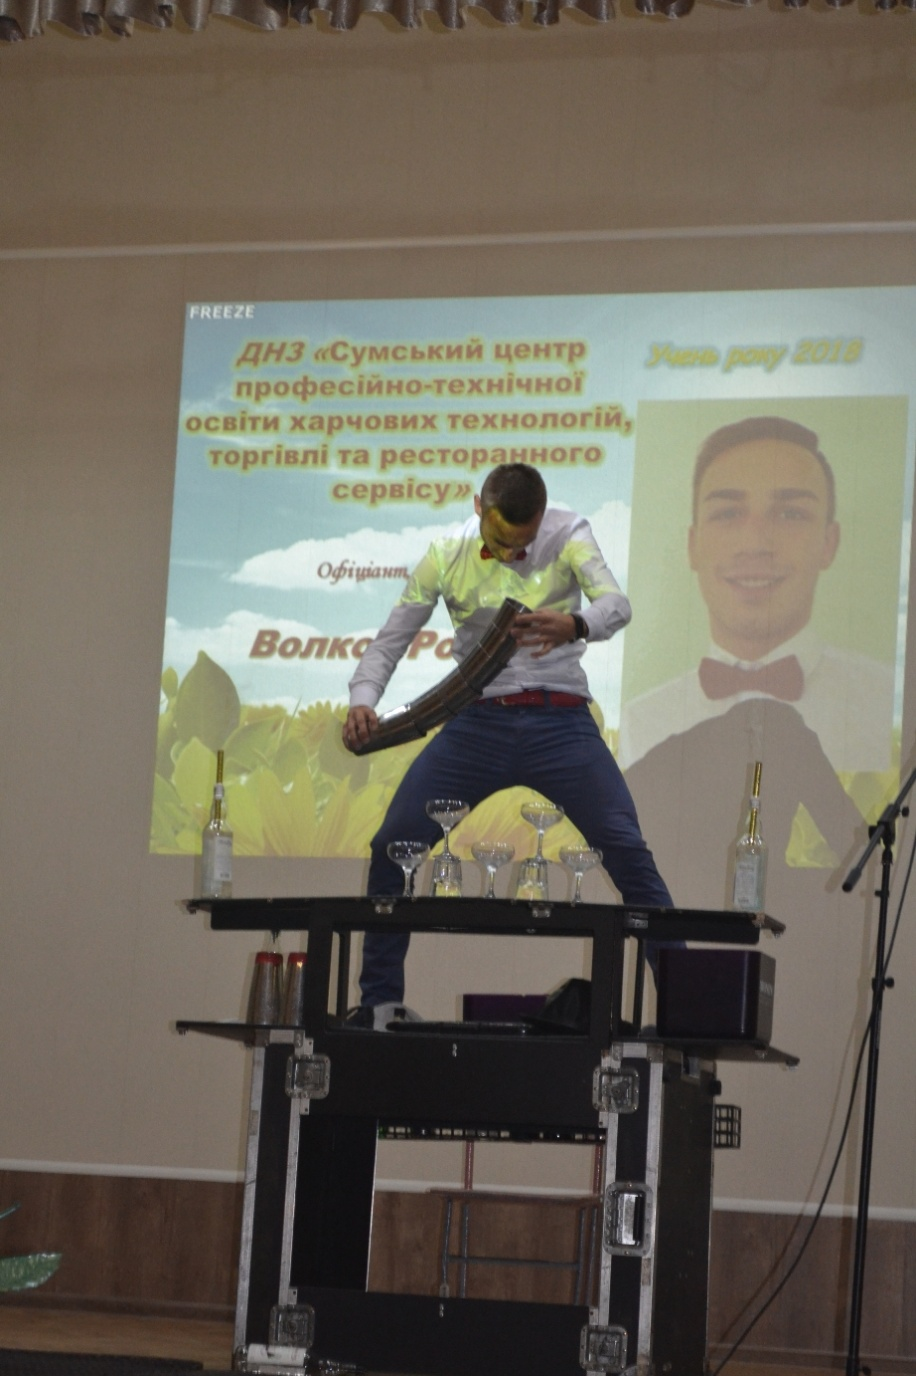 FREEZE
ДНЗ «Сумський центр
професійно-технічної
освіти харчових технологій,
торгівлі та ресторанного
сервісу»
Учень року 2018
Офіціант,